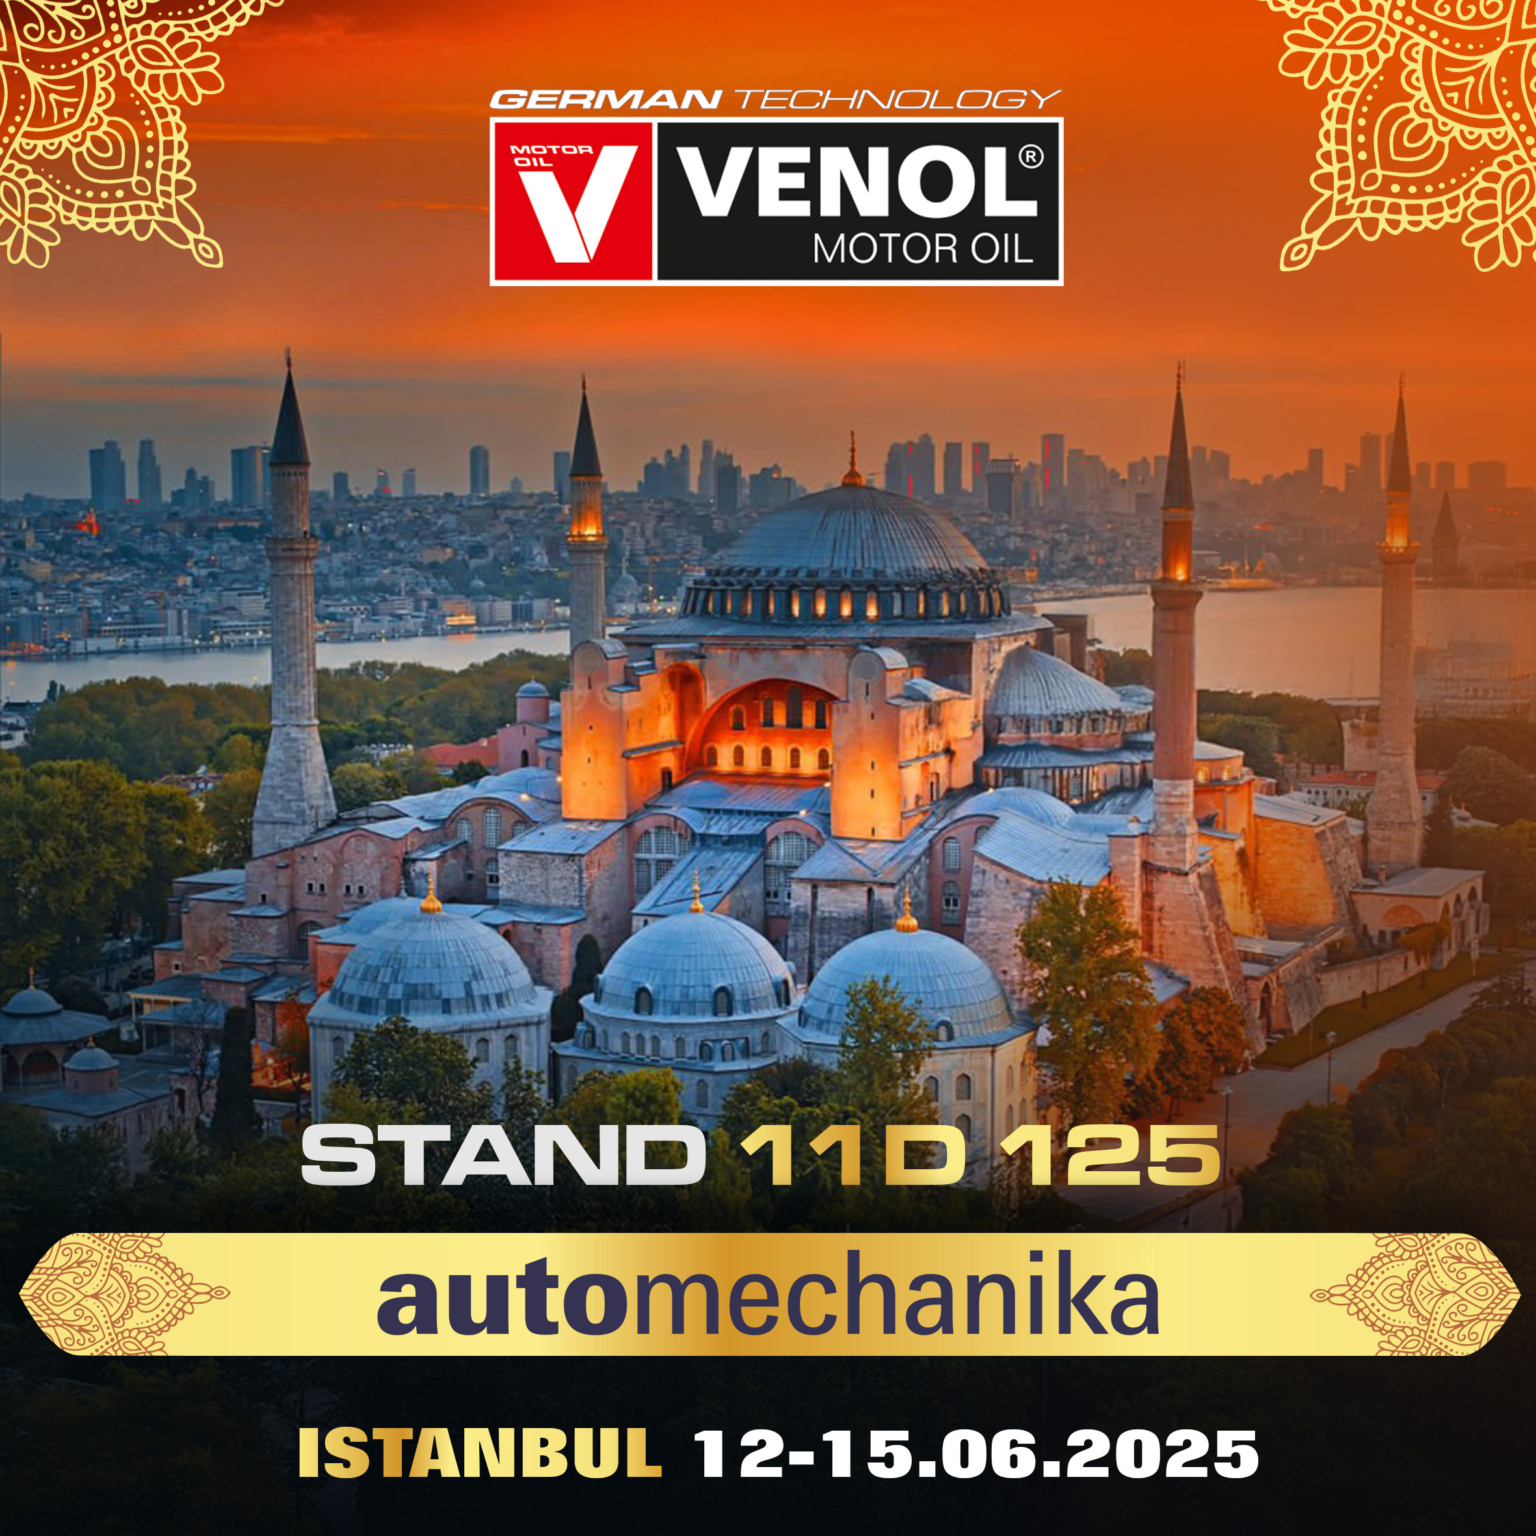 GERMAN TECHNOLOGY
MOTOR
OIL
VENOL®
MOTOR OIL
STAND 11D 125
automechanika
ISTANBUL 12-15.06.2025